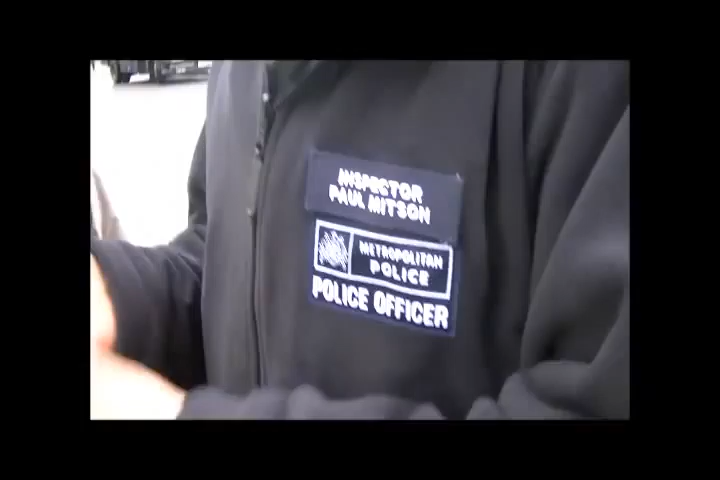 INSPECTOR
PAUL MITSON
METROPOLITAN
POLICE
POLICE OFFICER